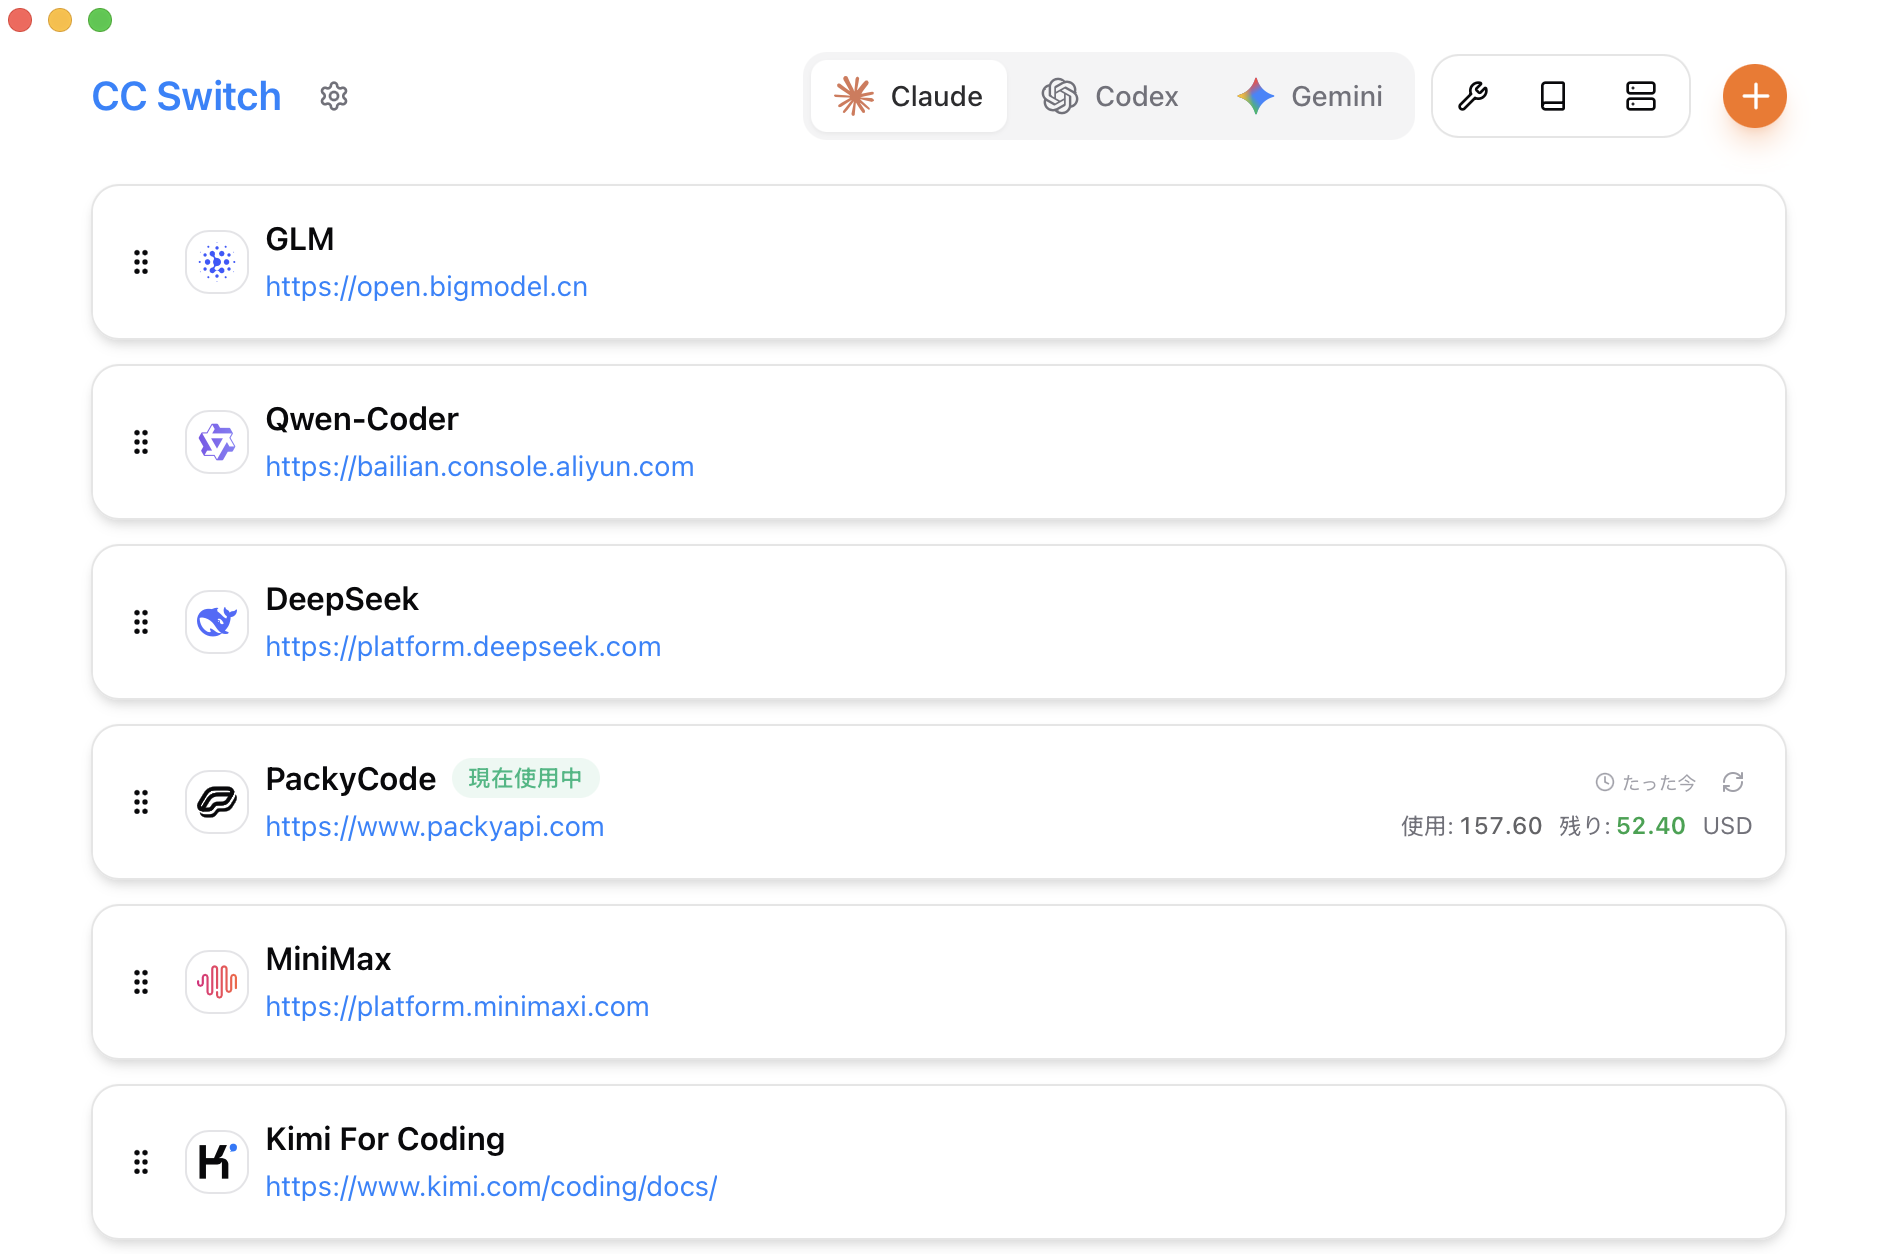 CC Switch
Claude
Codex
Gemini
GLM
https://open.bigmodel.cn
Qwen-Coder
https://bailian.console.aliyun.com
DeepSeek
https://platform.deepseek.com
PackyCode 現在使用中
https://www.packyapi.com
たった今
使用: 157.60 残り: 52.40 USD
MiniMax
https://platform.minimaxi.com
Kimi For Coding
https://www.kimi.com/coding/docs/